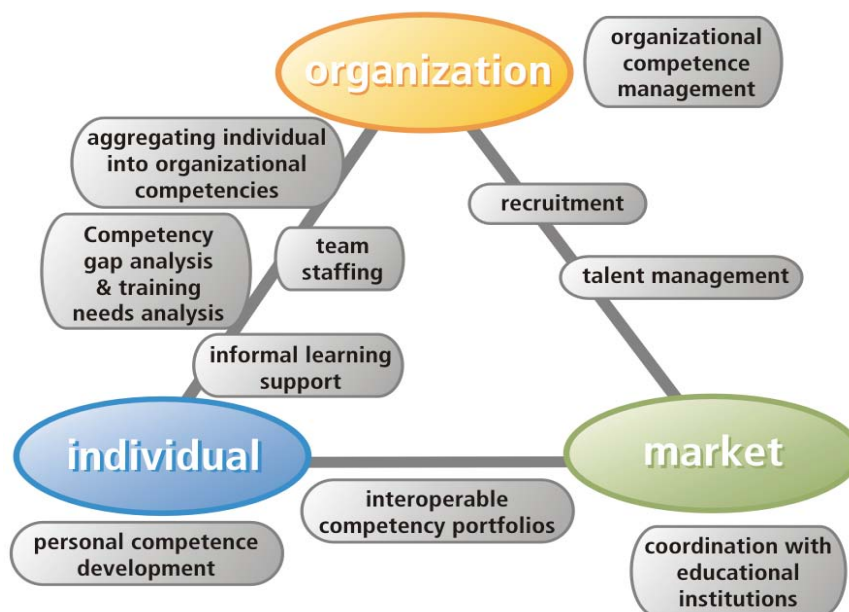 organization
organizational
competence
management
aggregating individual
into organizational
competencies
recruitment
Competency
gap analysis
& training
needs analysis
team
staffing
talent management
informal learning
support
individual
market
interoperable
competency portfolios
personal competence
development
coordination with
educational
institutions